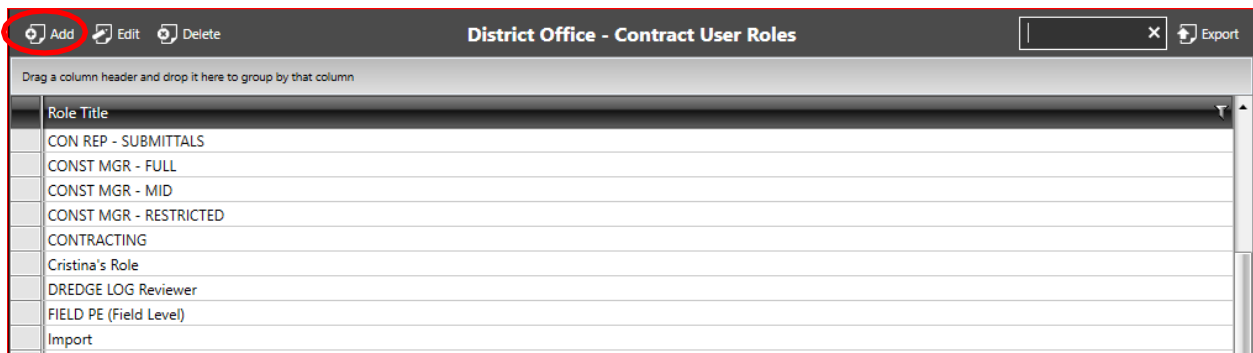 Add Edit Delete District Office - Contract User Roles Export
Drag a column header and drop it here to group by that column
Role Title
CON REP - SUBMITTALS
CONST MGR - FULL
CONST MGR - MID
CONST MGR - RESTRICTED
CONTRACTING
Cristina's Role
DREDGE LOG Reviewer
FIELD PE (Field Level)
Import